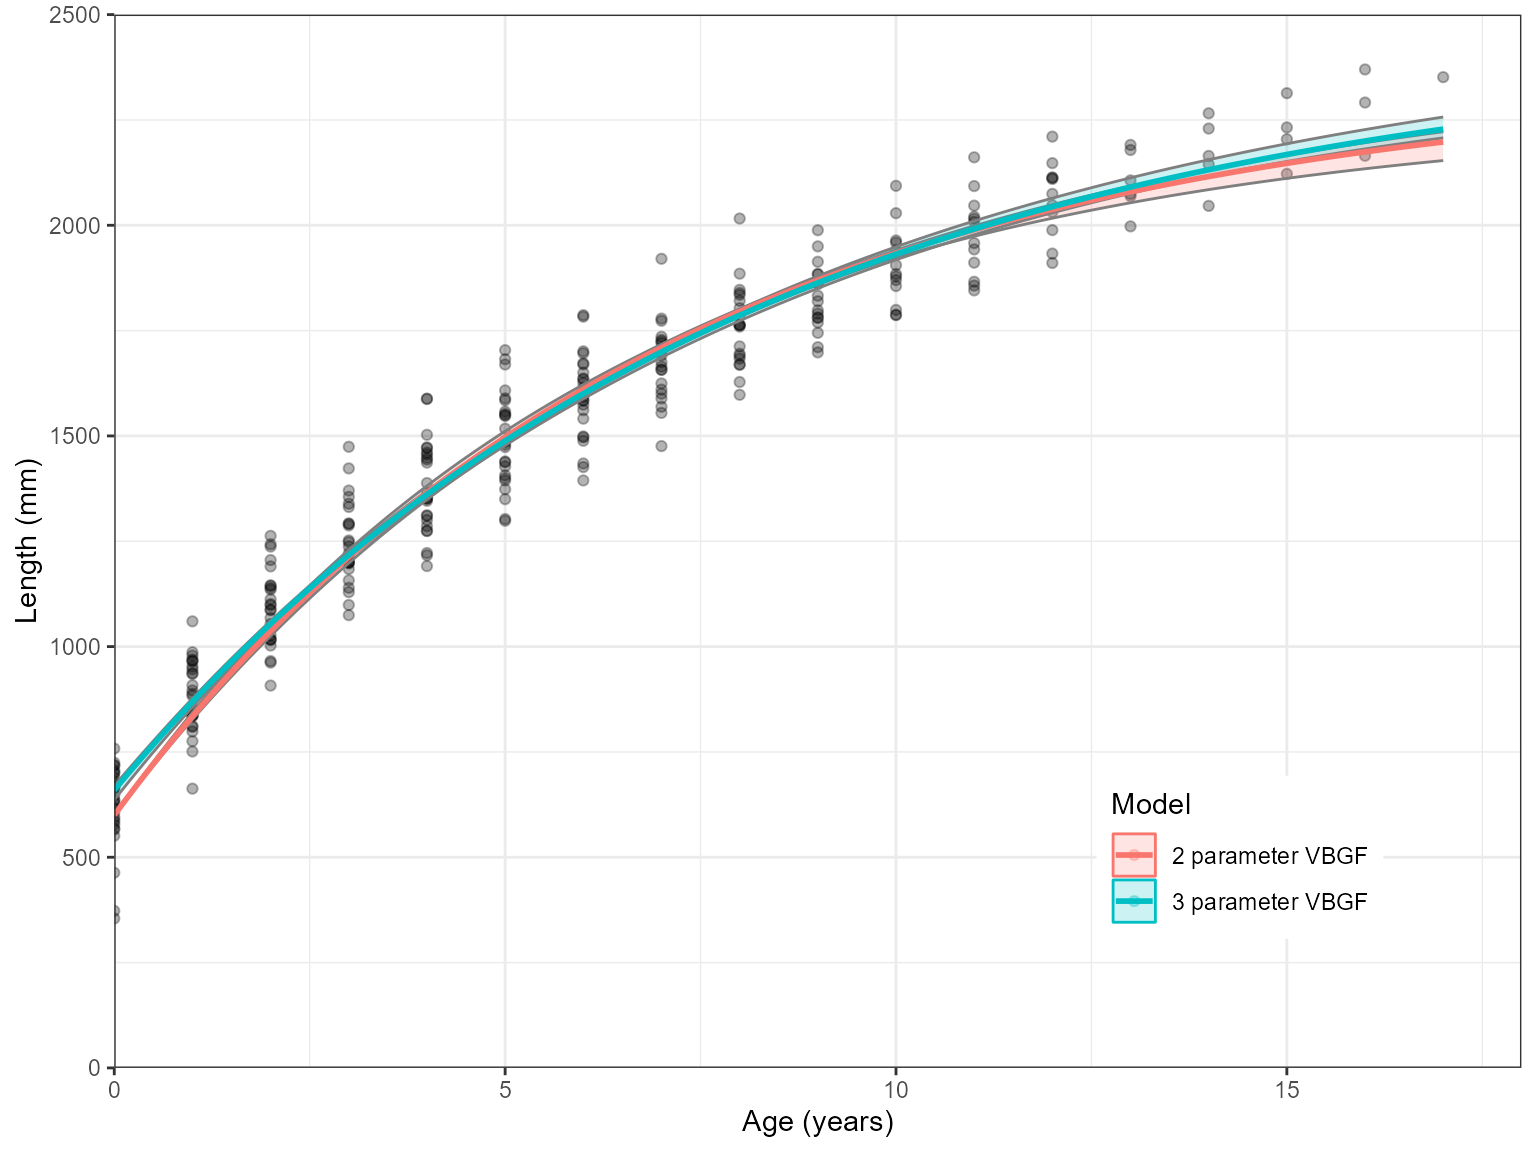 2500
2000
1500
1000
500
0
Length (mm)
0 5 10 15
Age (years)
Model
2 parameter VBGF
3 parameter VBGF